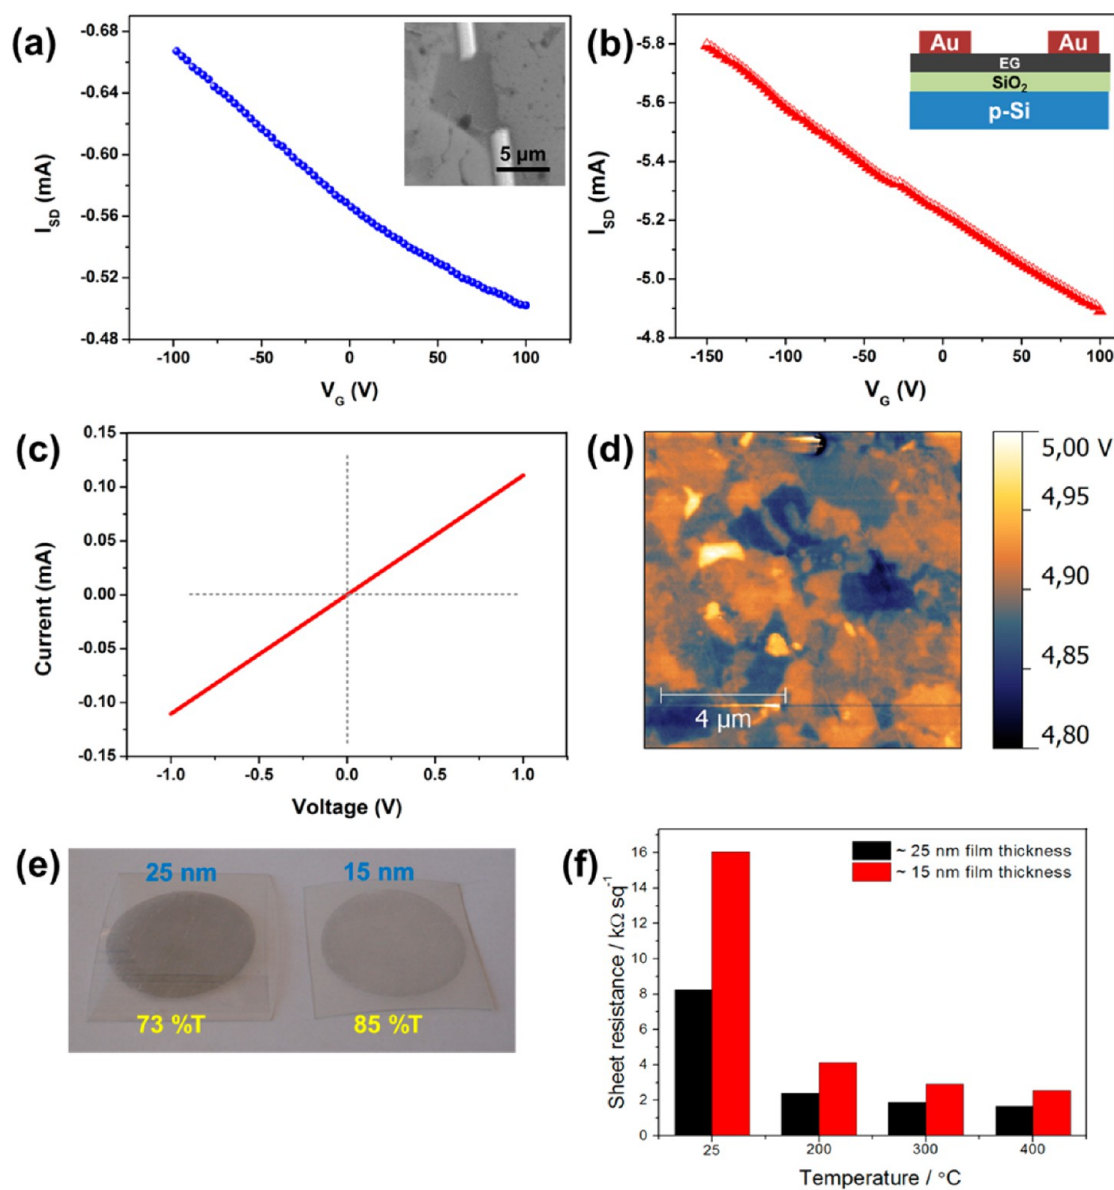 (a)
-0.68
-0.64
-0.60
-0.56
-0.52
-0.48
I_SD (mA)
-100
-50
0
50
100
V_G (V)
5 µm
(b)
-5.8
-5.6
-5.4
-5.2
-5.0
-4.8
I_SD (mA)
-150
-100
-50
0
50
100
V_G (V)
Au
Au
EG
SiO₂
p-Si
(c)
0.15
0.10
0.05
0.00
-0.05
-0.10
-0.15
Current (mA)
-1.0
-0.5
0.0
0.5
1.0
Voltage (V)
(d)
4 µm
5,00 V
4,95
4,90
4,85
4,80
(e)
25 nm
15 nm
73 %T
85 %T
(f)
~ 25 nm film thickness
~ 15 nm film thickness
16
14
12
10
8
6
4
2
0
Sheet resistance / kΩ sq⁻¹
25
200
300
400
Temperature / °C